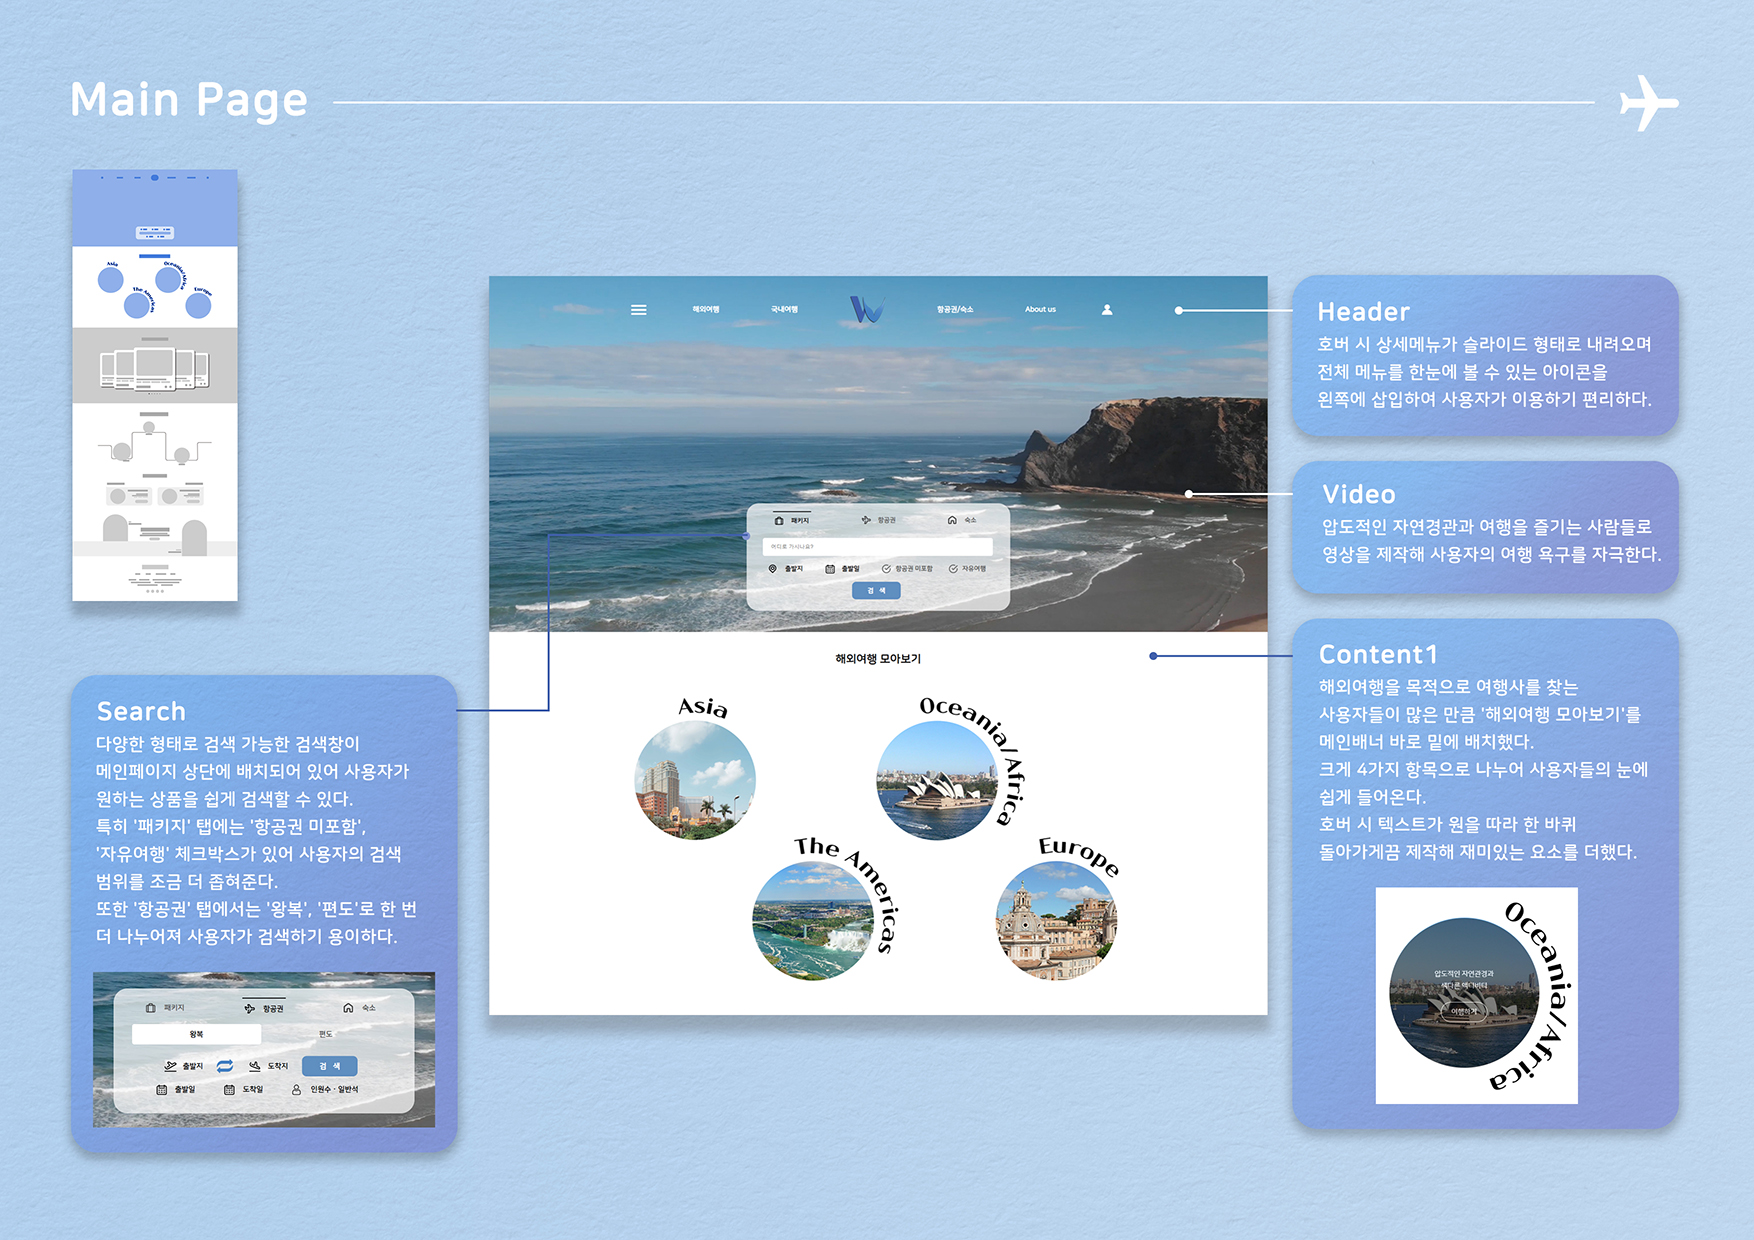 Main Page
Asia
Oceania/Africa
The Americas
Europe
해외여행
국내여행
항공권/숙소
About us
패키지
항공권
숙소
어디로 가시나요?
출발지
출발일
항공권 미포함
자유여행
검 색
해외여행 모아보기
Asia
Oceania/Africa
The Americas
Europe
Header
호버 시 상세메뉴가 슬라이드 형태로 내려오며
전체 메뉴를 한눈에 볼 수 있는 아이콘을
왼쪽에 삽입하여 사용자가 이용하기 편리하다.
Video
압도적인 자연경관과 여행을 즐기는 사람들로
영상을 제작해 사용자의 여행 욕구를 자극한다.
Content1
해외여행을 목적으로 여행사를 찾는
사용자들이 많은 만큼 '해외여행 모아보기'를
메인배너 바로 밑에 배치했다.
크게 4가지 항목으로 나누어 사용자들의 눈에
쉽게 들어온다.
호버 시 텍스트가 원을 따라 한 바퀴
돌아가게끔 제작해 재미있는 요소를 더했다.
압도적인 자연관경과
색다른 액티비티
여행하기
Oceania/Africa
Search
다양한 형태로 검색 가능한 검색창이
메인페이지 상단에 배치되어 있어 사용자가
원하는 상품을 쉽게 검색할 수 있다.
특히 '패키지' 탭에는 '항공권 미포함',
'자유여행' 체크박스가 있어 사용자의 검색
범위를 조금 더 좁혀준다.
또한 '항공권' 탭에서는 '왕복', '편도'로 한 번
더 나누어져 사용자가 검색하기 용이하다.
패키지
항공권
숙소
왕복
편도
출발지
도착지
검 색
출발일
도착일
인원수 · 일반석